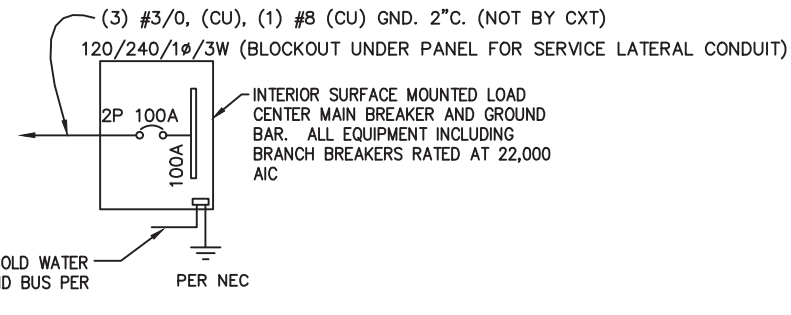 (3) #3/0, (CU), (1) #8 (CU) GND. 2"C. (NOT BY CXT)
120/240/1ø/3W (BLOCKOUT UNDER PANEL FOR SERVICE LATERAL CONDUIT)
2P 100A
100A
INTERIOR SURFACE MOUNTED LOAD
CENTER MAIN BREAKER AND GROUND
BAR. ALL EQUIPMENT INCLUDING
BRANCH BREAKERS RATED AT 22,000
AIC
WATER
BUS PER
PER NEC